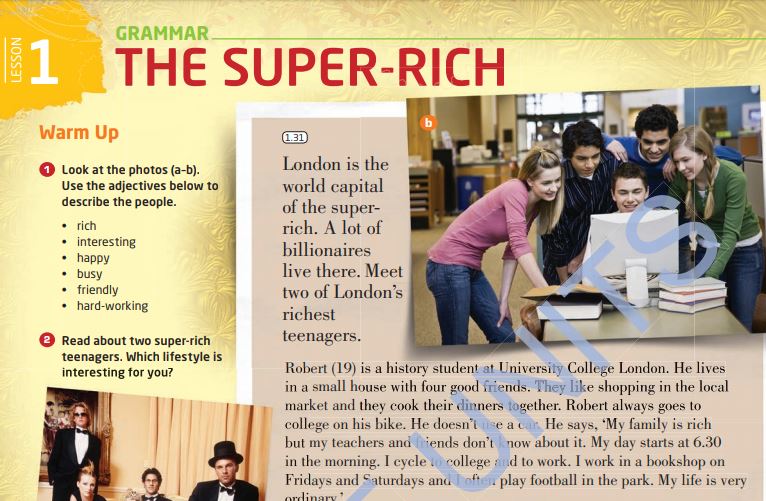 LESSON 1
GRAMMAR
THE SUPER-RICH
Warm Up
1 Look at the photos (a-b).
Use the adjectives below to
describe the people.
• rich
• interesting
• happy
• busy
• friendly
• hard-working
2 Read about two super-rich
teenagers. Which lifestyle is
interesting for you?
1.31
London is the
world capital
of the super-
rich. A lot of
billionaires
live there. Meet
two of London's
richest
teenagers.
b
Robert (19) is a history student at University College London. He lives
in a small house with four good friends. They like shopping in the local
market and they cook their dinners together. Robert always goes to
college on his bike. He doesn't use a car. He says, 'My family is rich
but my teachers and friends don't know about it. My day starts at 6.30
in the morning. I cycle to college and to work. I work in a bookshop on
Fridays and Saturdays and I often play football in the park. My life is very
ordinary.'
UNITS